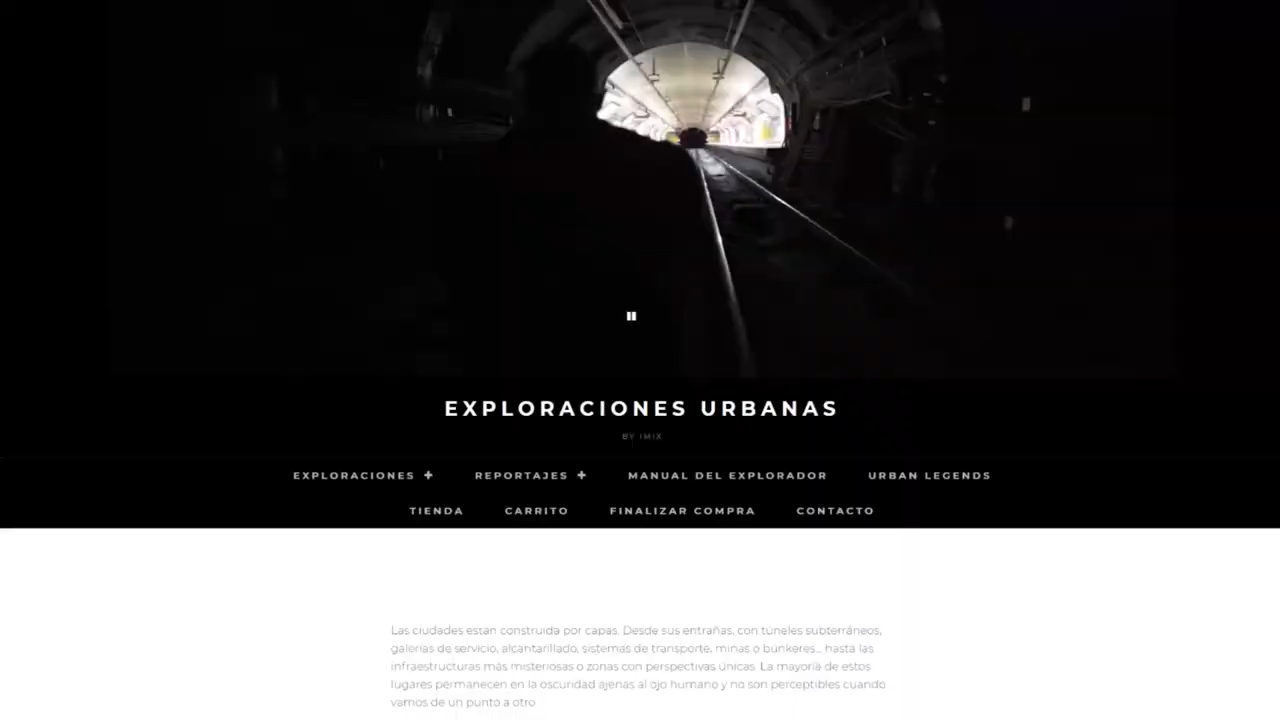 EXPLORACIONES URBANAS
BY IMIX
EXPLORACIONES +
REPORTAJES +
MANUAL DEL EXPLORADOR
URBAN LEGENDS
TIENDA
CARRITO
FINALIZAR COMPRA
CONTACTO
Las ciudades estan construida por capas. Desde sus entrañas, con túneles subterráneos,
galerías de servicio, alcantarillado, sistemas de transporte, minas o búnkeres... hasta las
infraestructuras más misteriosas o zonas con perspectivas únicas. La mayoría de estos
lugares permanecen en la oscuridad ajenas al ojo humano y no son perceptibles cuando
vamos de un punto a otro